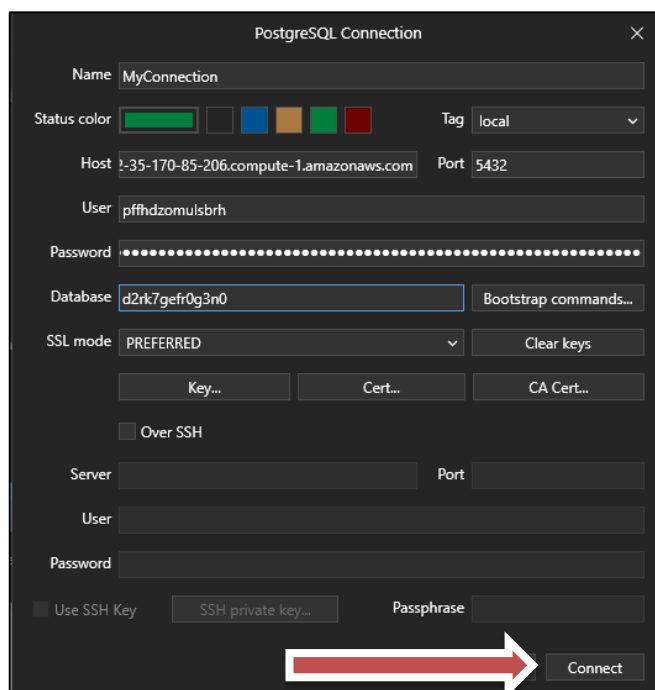 PostgreSQL Connection
Name MyConnection
Status color Tag local
Host 2-35-170-85-206.compute-1.amazonaws.com Port 5432
User pffhdzomulsbrh
Password
Database d2rk7gefr0g3n0 Bootstrap commands...
SSL mode PREFERRED Clear keys
Key... Cert... CA Cert...
Over SSH
Server Port
User
Password
Use SSH Key SSH private key... Passphrase
Connect